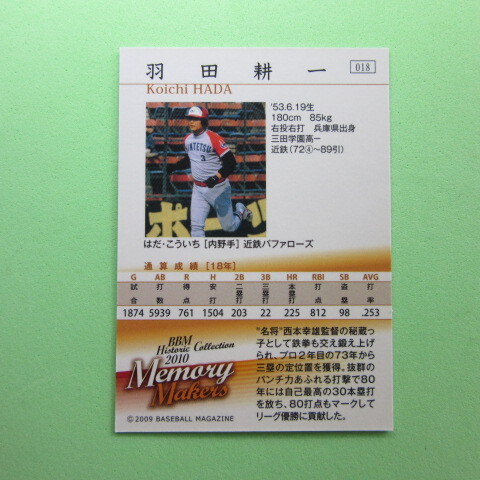 羽田耕一
018
Koichi HADA
'53.6.19生
180cm 85kg
右投右打 兵庫県出身
三田学園高一
近鉄(72④〜89引)
KINTETSU
3
ポー
はだ・こういち [内野手] 近鉄バファローズ
通算成績 [18年]
G AB R H 2B 3B HR RBI SB AVG
試合 打数 得点 安打 二塁打 三塁打 本塁打 打点 盗塁 打率
1874 5939 761 1504 203 22 225 812 98 .253
BBM
Historic Collection
2010
Memory
Makers
©2009 BASEBALL MAGAZINE
"名将"西本幸雄監督の秘蔵っ
子として鉄拳も交え鍛え上げ
られ、プロ2年目の73年から
三塁の定位置を獲得。抜群の
パンチ力あふれる打撃で80
年には自己最高の30本塁打
を放ち、80打点もマークして
リーグ優勝に貢献した。